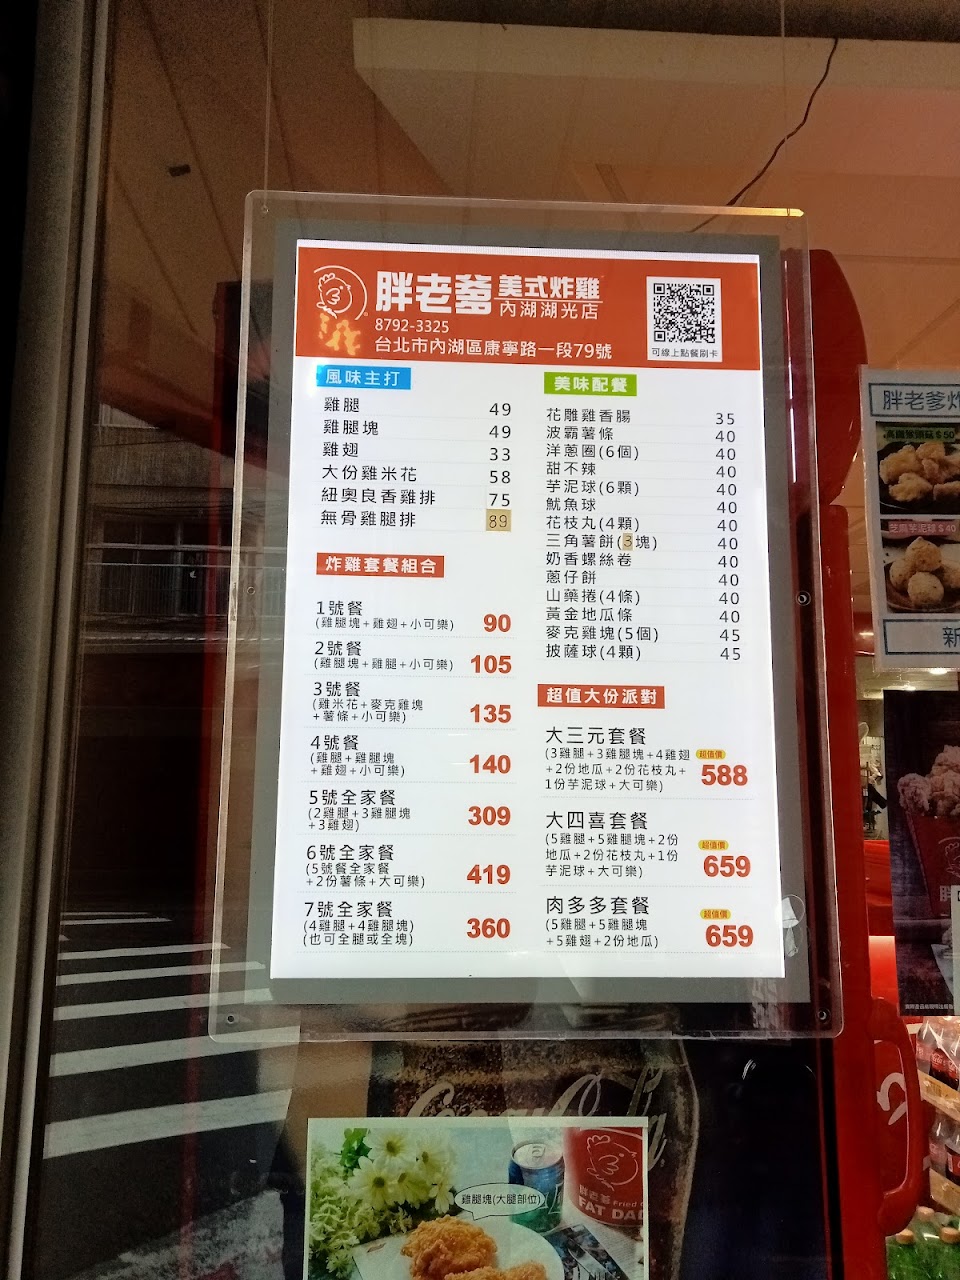 胖老爹 美式炸雞
內湖湖光店
8792-3325
台北市內湖區康寧路一段79號
可線上點餐刷卡
風味主打
雞腿 49
雞腿塊 49
雞翅 33
大份雞米花 58
紐奧良香雞排 75
無骨雞腿排 89
炸雞套餐組合
1號餐
(雞腿塊+雞翅+小可樂) 90
2號餐
(雞腿塊+雞腿+小可樂) 105
3號餐
(雞米花+麥克雞塊
+薯條+小可樂) 135
4號餐
(雞腿+雞腿塊
+雞翅+小可樂) 140
5號全家餐
(2雞腿+3雞腿塊
+3雞翅) 309
6號全家餐
(5號餐全家餐
+2份薯條+大可樂) 419
7號全家餐
(4雞腿+4雞腿塊)
(也可全腿或全塊) 360
美味配餐
花雕雞香腸 35
波霸薯條 40
洋蔥圈(6個) 40
甜不辣 40
芋泥球(6顆) 40
魷魚球 40
花枝丸(4顆) 40
三角薯餅(3塊) 40
奶香螺絲卷 40
蔥仔餅 40
山藥捲(4條) 40
黃金地瓜條 40
麥克雞塊(5個) 45
披薩球(4顆) 45
超值大份派對
大三元套餐
(3雞腿+3雞腿塊+4雞翅
+2份地瓜+2份花枝丸+
1份芋泥球+大可樂)
超值價
588
大四喜套餐
(5雞腿+5雞腿塊+2份
地瓜+2份花枝丸+1份
芋泥球+大可樂)
超值價
659
肉多多套餐
(5雞腿+5雞腿塊
+5雞翅+2份地瓜)
超值價
659
胖老爹炸
$50
芝麻芋泥球$40
新
胖
雞腿塊(大腿部位)
胖老爹 Fried
FAT DAD